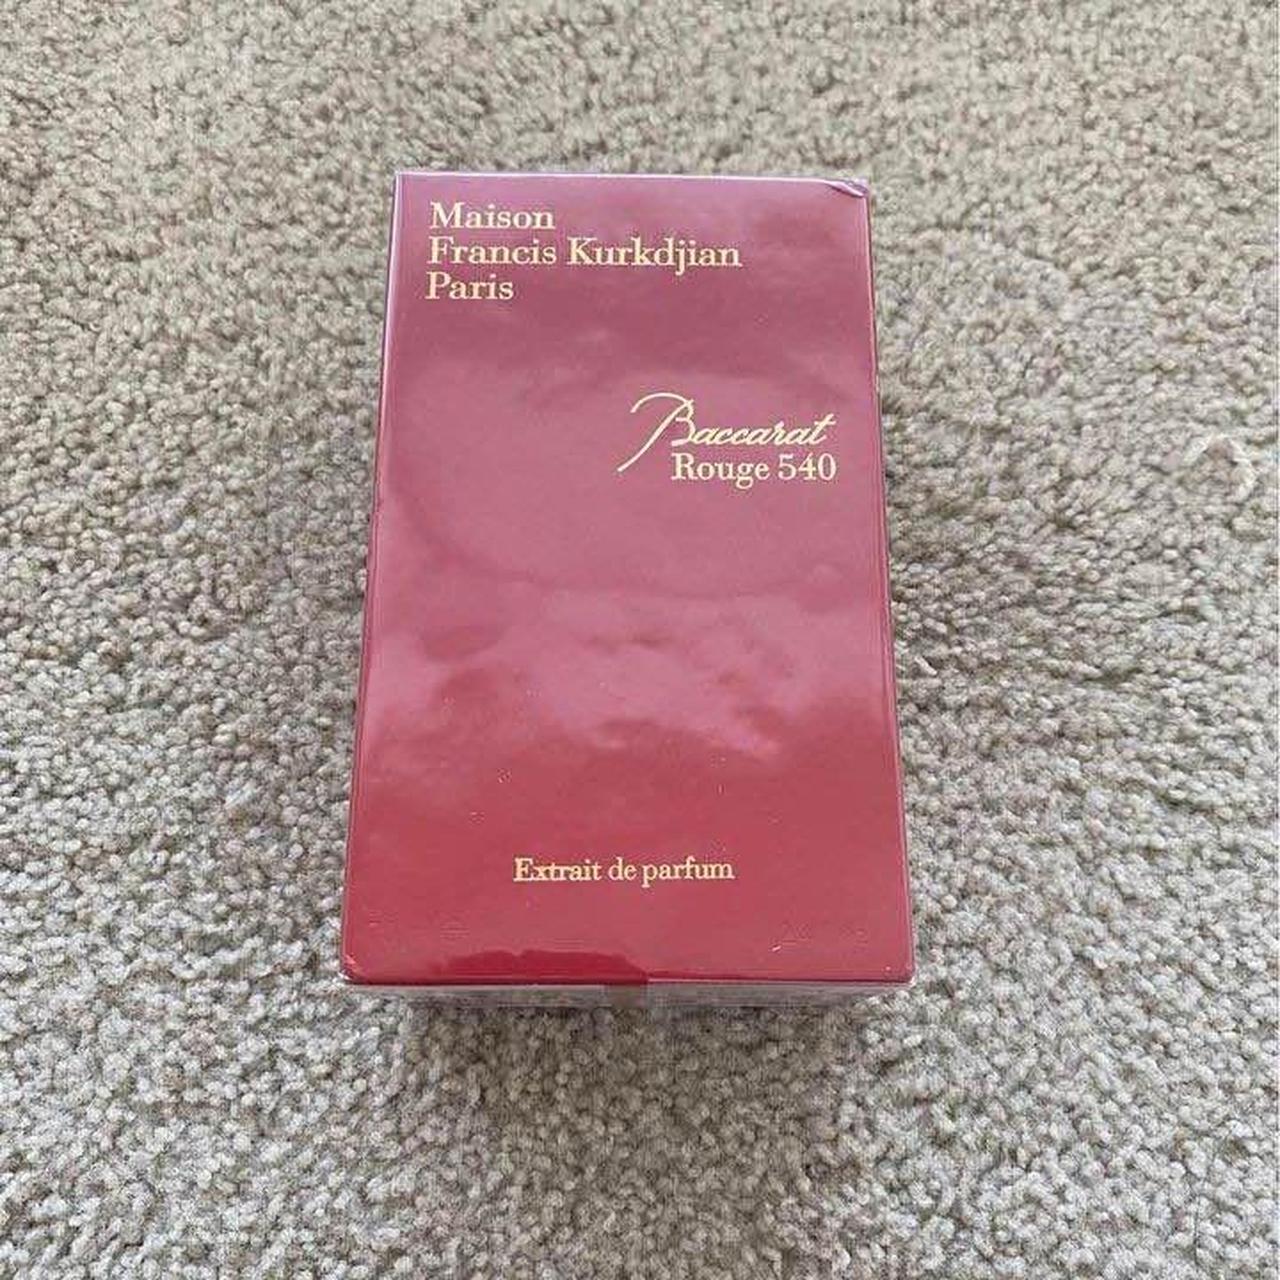 Maison
Francis Kurkdjian
Paris
Baccarat
Rouge 540
Extrait de parfum